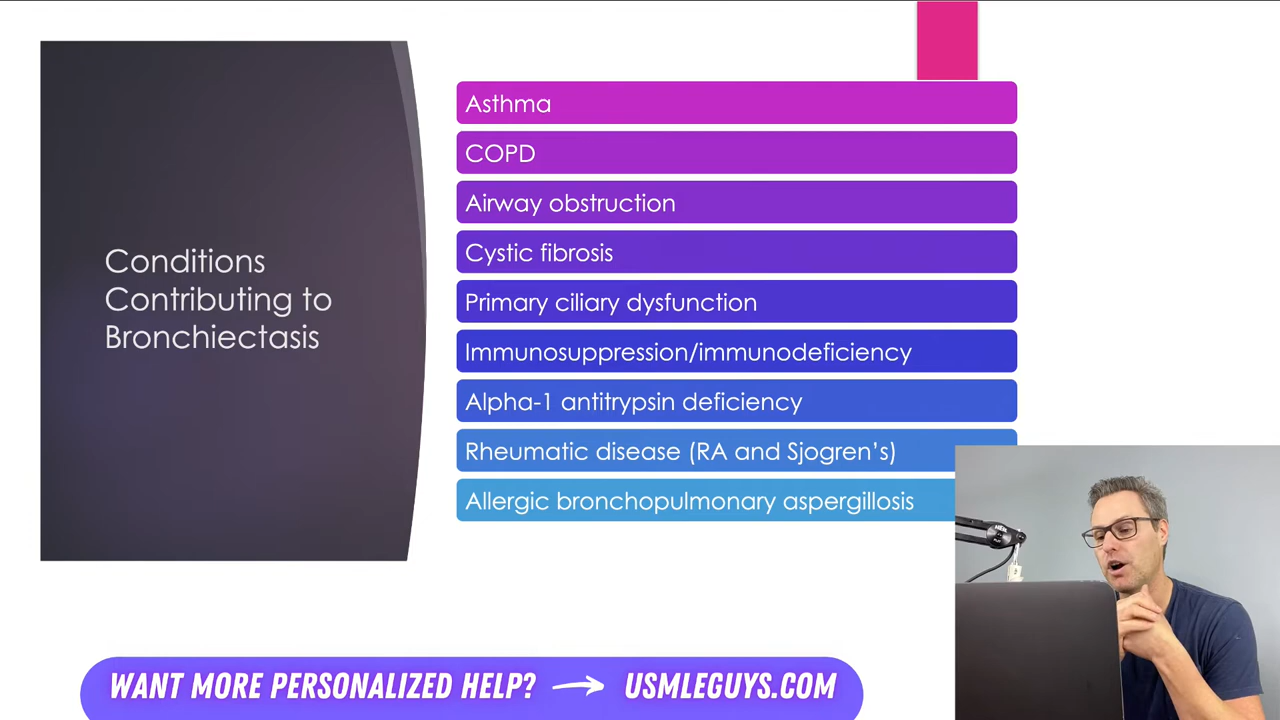 Conditions
Contributing to
Bronchiectasis
Asthma
COPD
Airway obstruction
Cystic fibrosis
Primary ciliary dysfunction
Immunosuppression/immunodeficiency
Alpha-1 antitrypsin deficiency
Rheumatic disease (RA and Sjogren's)
Allergic bronchopulmonary aspergillosis
WANT MORE PERSONALIZED HELP? → USMLEGUYS.COM